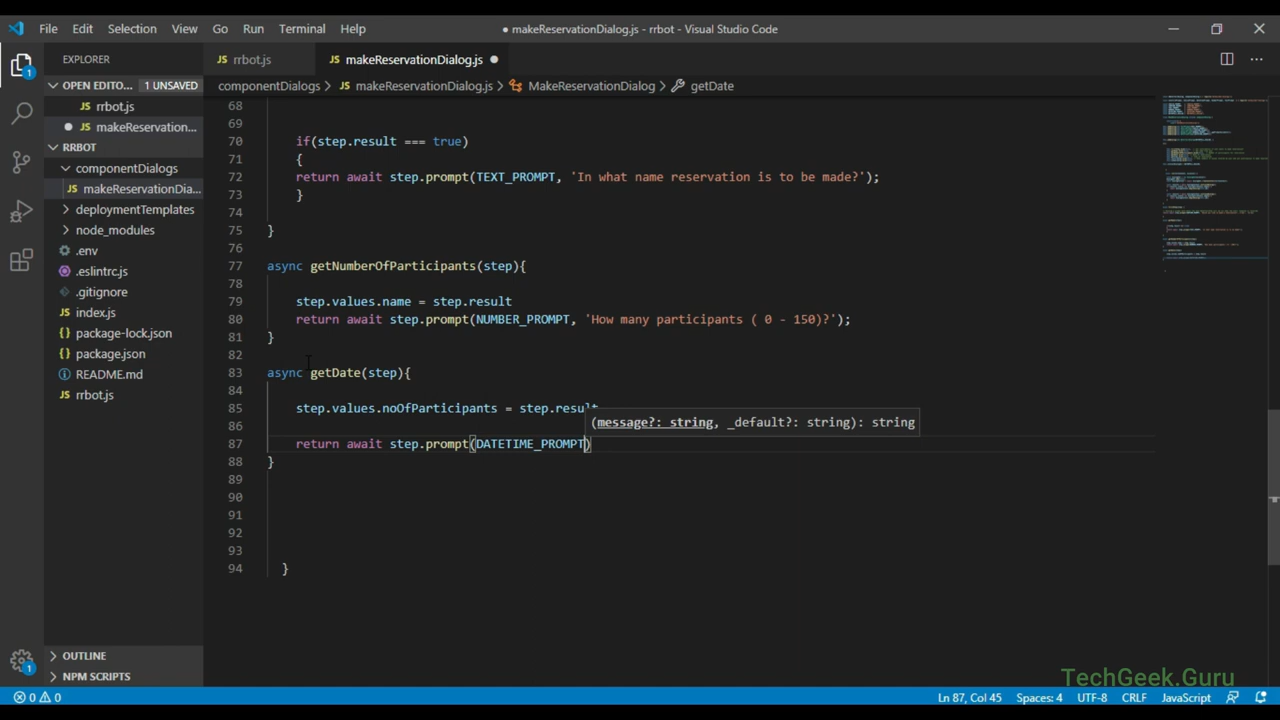 File Edit Selection View Go Run Terminal Help
● makeReservationDialog.js - rrbot - Visual Studio Code
EXPLORER
OPEN EDITO... 1 UNSAVED
rrbot.js
makeReservation...
RRBOT
componentDialogs
makeReservationDia...
deploymentTemplates
node_modules
.env
.eslintrc.js
.gitignore
index.js
package-lock.json
package.json
README.md
rrbot.js
OUTLINE
NPM SCRIPTS
rrbot.js
makeReservationDialog.js
componentDialogs > makeReservationDialog.js > MakeReservationDialog > getDate
68
69
70 if(step.result === true)
71 {
72 return await step.prompt(TEXT_PROMPT, 'In what name reservation is to be made?');
73 }
74
75 }
76
77 async getNumberOfParticipants(step){
78
79 step.values.name = step.result
80 return await step.prompt(NUMBER_PROMPT, 'How many participants ( 0 - 150)?');
81 }
82
83 async getDate(step){
84
85 step.values.noOfParticipants = step.result
(message?: string, _default?: string): string
86
87 return await step.prompt(DATETIME_PROMPT)
88 }
89
90
91
92
93
94 }
TechGeek.Guru
0 0
Ln 87, Col 45 Spaces: 4 UTF-8 CRLF JavaScript